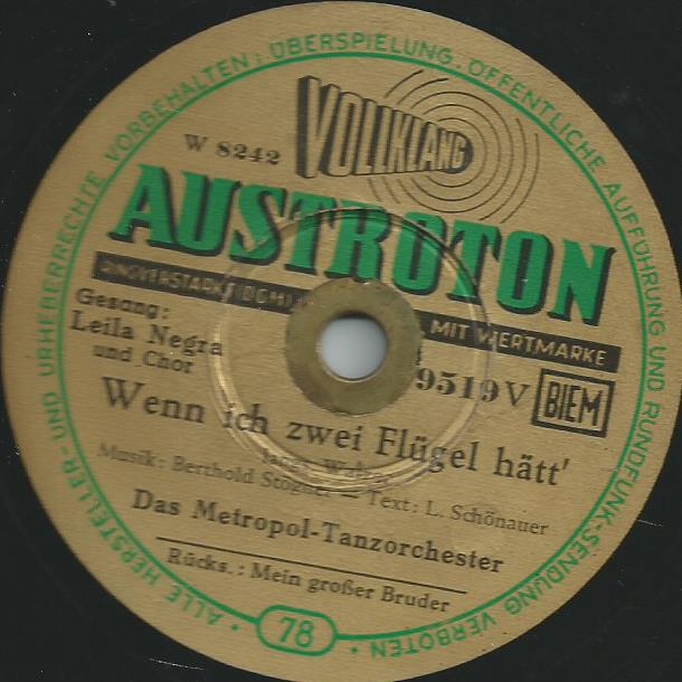 ALLE HERSTELLER- UND URHEBERRECHTE VORBEHALTEN; ÜBERSPIELUNG, ÖFFENTLICHE AUFFÜHRUNG UND RUNDFUNK-SENDUNG VERBOTEN
VOLLKLANG
W 8242
AUSTROTON
RINGVERSTÄRKT (DGM)
MIT WERTMARKE
Gesang:
Leila Negra
und Chor
9519 V
BIEM
Wenn ich zwei Flügel hätt'
Musik: Berthold — Text: L. Schönauer
Das Metropol-Tanzorchester
Rücks.: Mein großer Bruder
78